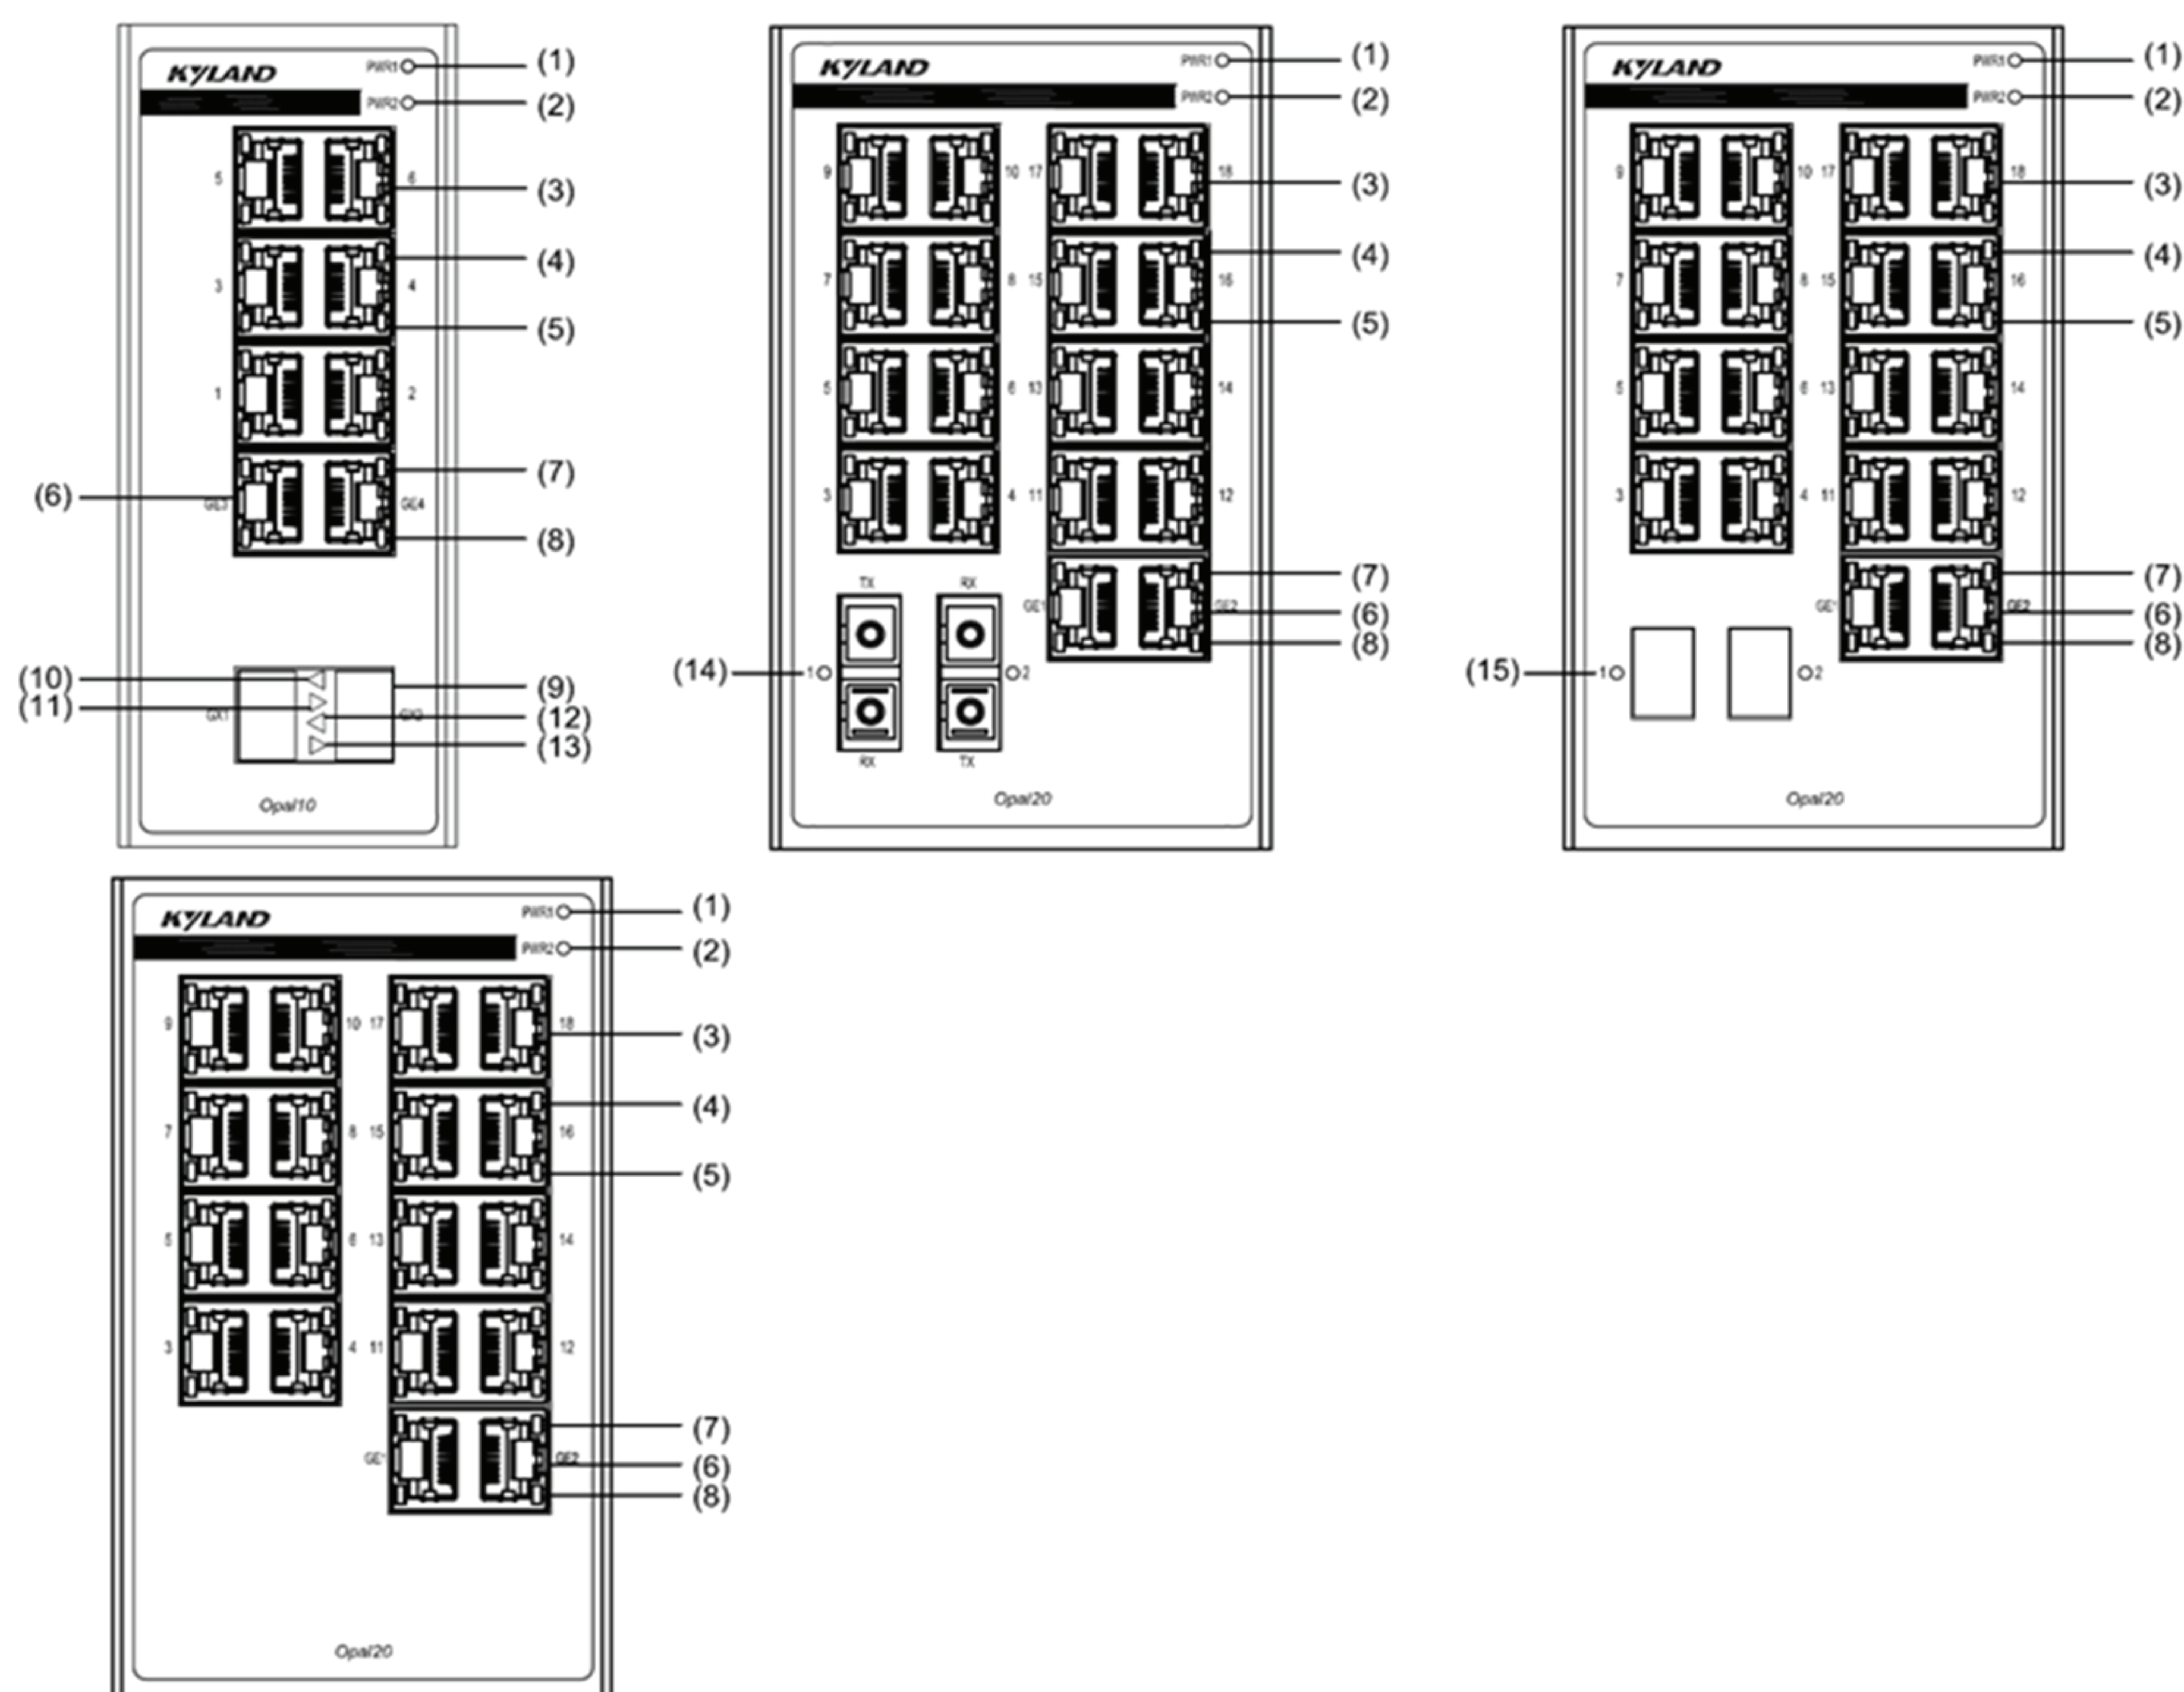 KYLAND
PWR1 (1)
PWR2 (2)
5 6 (3)
(4)
3 4
(5)
1 2
(7)
(6) GE3 GE4
(8)
(10) (9)
(11) GX1 (12)
(13)
Opal10
KYLAND
PWR1 (1)
PWR2 (2)
9 10 17 18 (3)
(4)
7 8 15 16
(5)
5 6 13 14
3 4 11 12
TX RX (7)
GE1 GE2 (6)
(8)
(14) 1 2
RX TX
Opal20
KYLAND
PWR1 (1)
PWR2 (2)
9 10 17 18 (3)
(4)
7 8 15 16
(5)
5 6 13 14
3 4 11 12
(7)
GE1 GE2 (6)
(8)
(15) 1 2
Opal20
KYLAND
PWR1 (1)
PWR2 (2)
9 10 17 18 (3)
(4)
7 8 15 16
(5)
5 6 13 14
3 4 11 12
(7)
GE1 GE2 (6)
(8)
Opal20